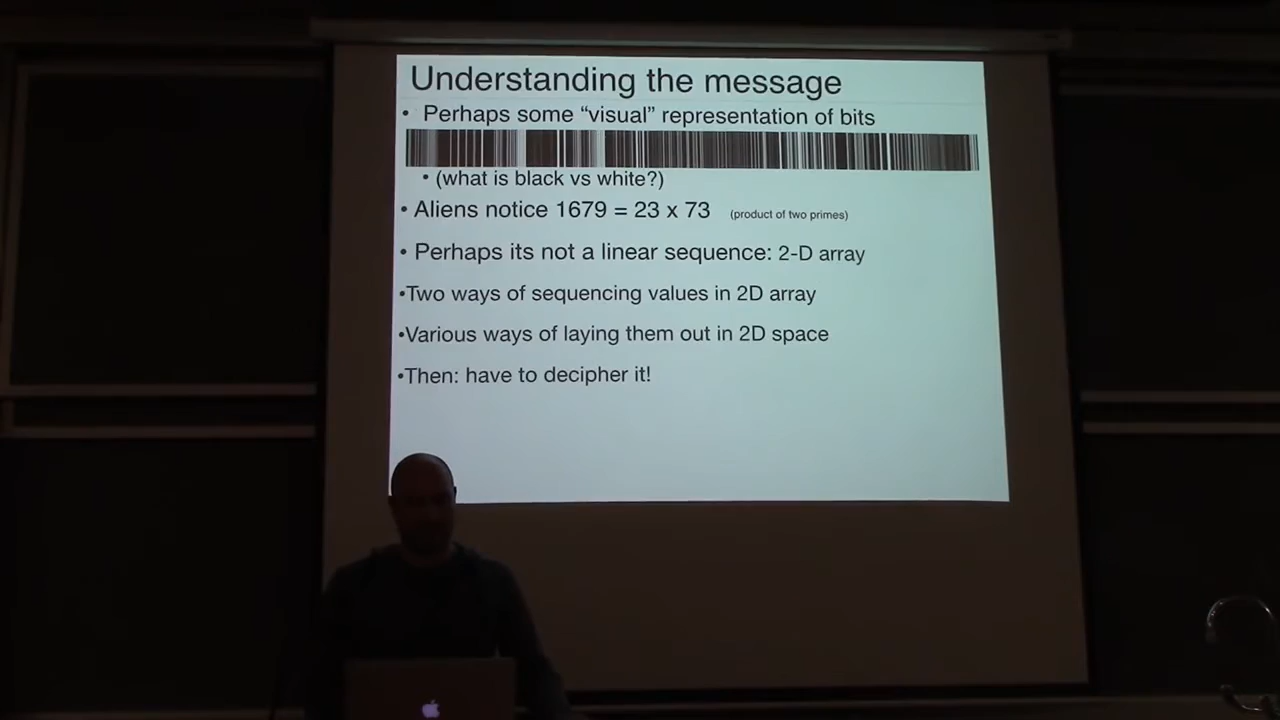 Understanding the message
• Perhaps some “visual” representation of bits
• (what is black vs white?)
• Aliens notice 1679 = 23 x 73 (product of two primes)
• Perhaps its not a linear sequence: 2-D array
•Two ways of sequencing values in 2D array
•Various ways of laying them out in 2D space
•Then: have to decipher it!